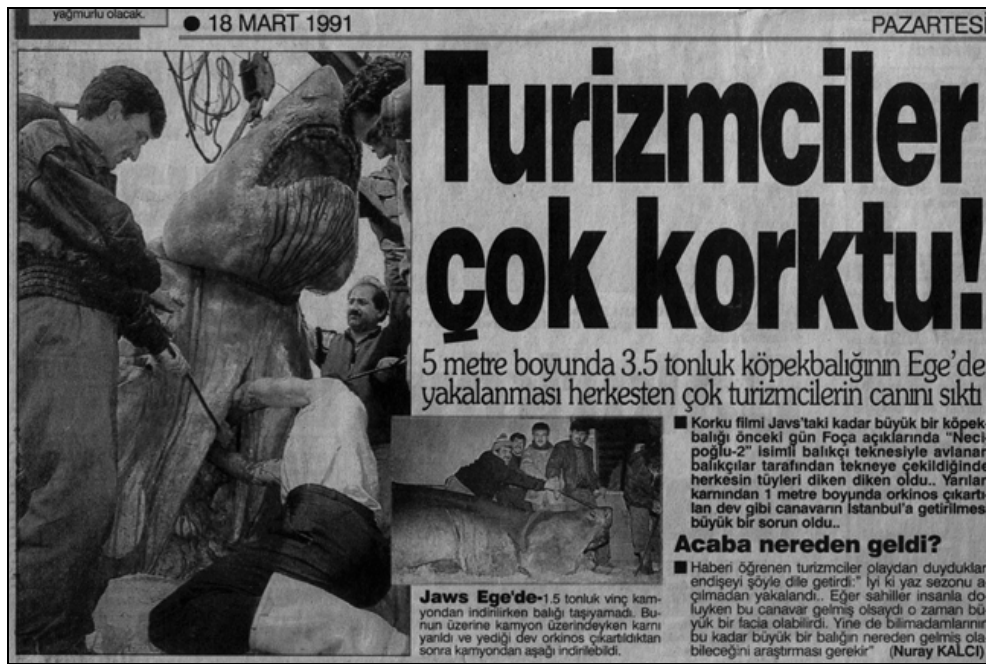 yağmurlu olacak.
● 18 MART 1991
PAZARTESİ
Turizmciler
çok korktu!
5 metre boyunda 3.5 tonluk köpekbalığının Ege'de
yakalanması herkesten çok turizmcilerin canını sıktı
■ Korku filmi Javs'taki kadar büyük bir köpek-
balığı önceki gün Foça açıklarında "Neci-
poğlu-2" isimli balıkçı teknesiyle avlanan
balıkçılar tarafından tekneye çekildiğinde
herkesin tüyleri diken diken oldu.. Yarılan
karnından 1 metre boyunda orkinos çıkartı-
lan dev gibi canavarın İstanbul'a getirilmesi
büyük bir sorun oldu..
Acaba nereden geldi?
■ Haberi öğrenen turizmciler olaydan duydukları
endişeyi şöyle dile getirdi:" İyi ki yaz sezonu a-
çılmadan yakalandı.. Eğer sahiller insanla do-
luyken bu canavar gelmiş olsaydı o zaman bü-
yük bir facia olabilirdi. Yine de bilimadamlarının
bu kadar büyük bir balığın nereden gelmiş ola
bileceğini araştırması gerekir" (Nuray KALCI)
Jaws Ege'de-1.5 tonluk vinç kam-
yondan indirilirken balığı taşıyamadı. Bu-
nun üzerine kamyon üzerindeyken karnı
yarıldı ve yediği dev orkinos çıkartıldıktan
sonra kamyondan aşağı indirilebildi.